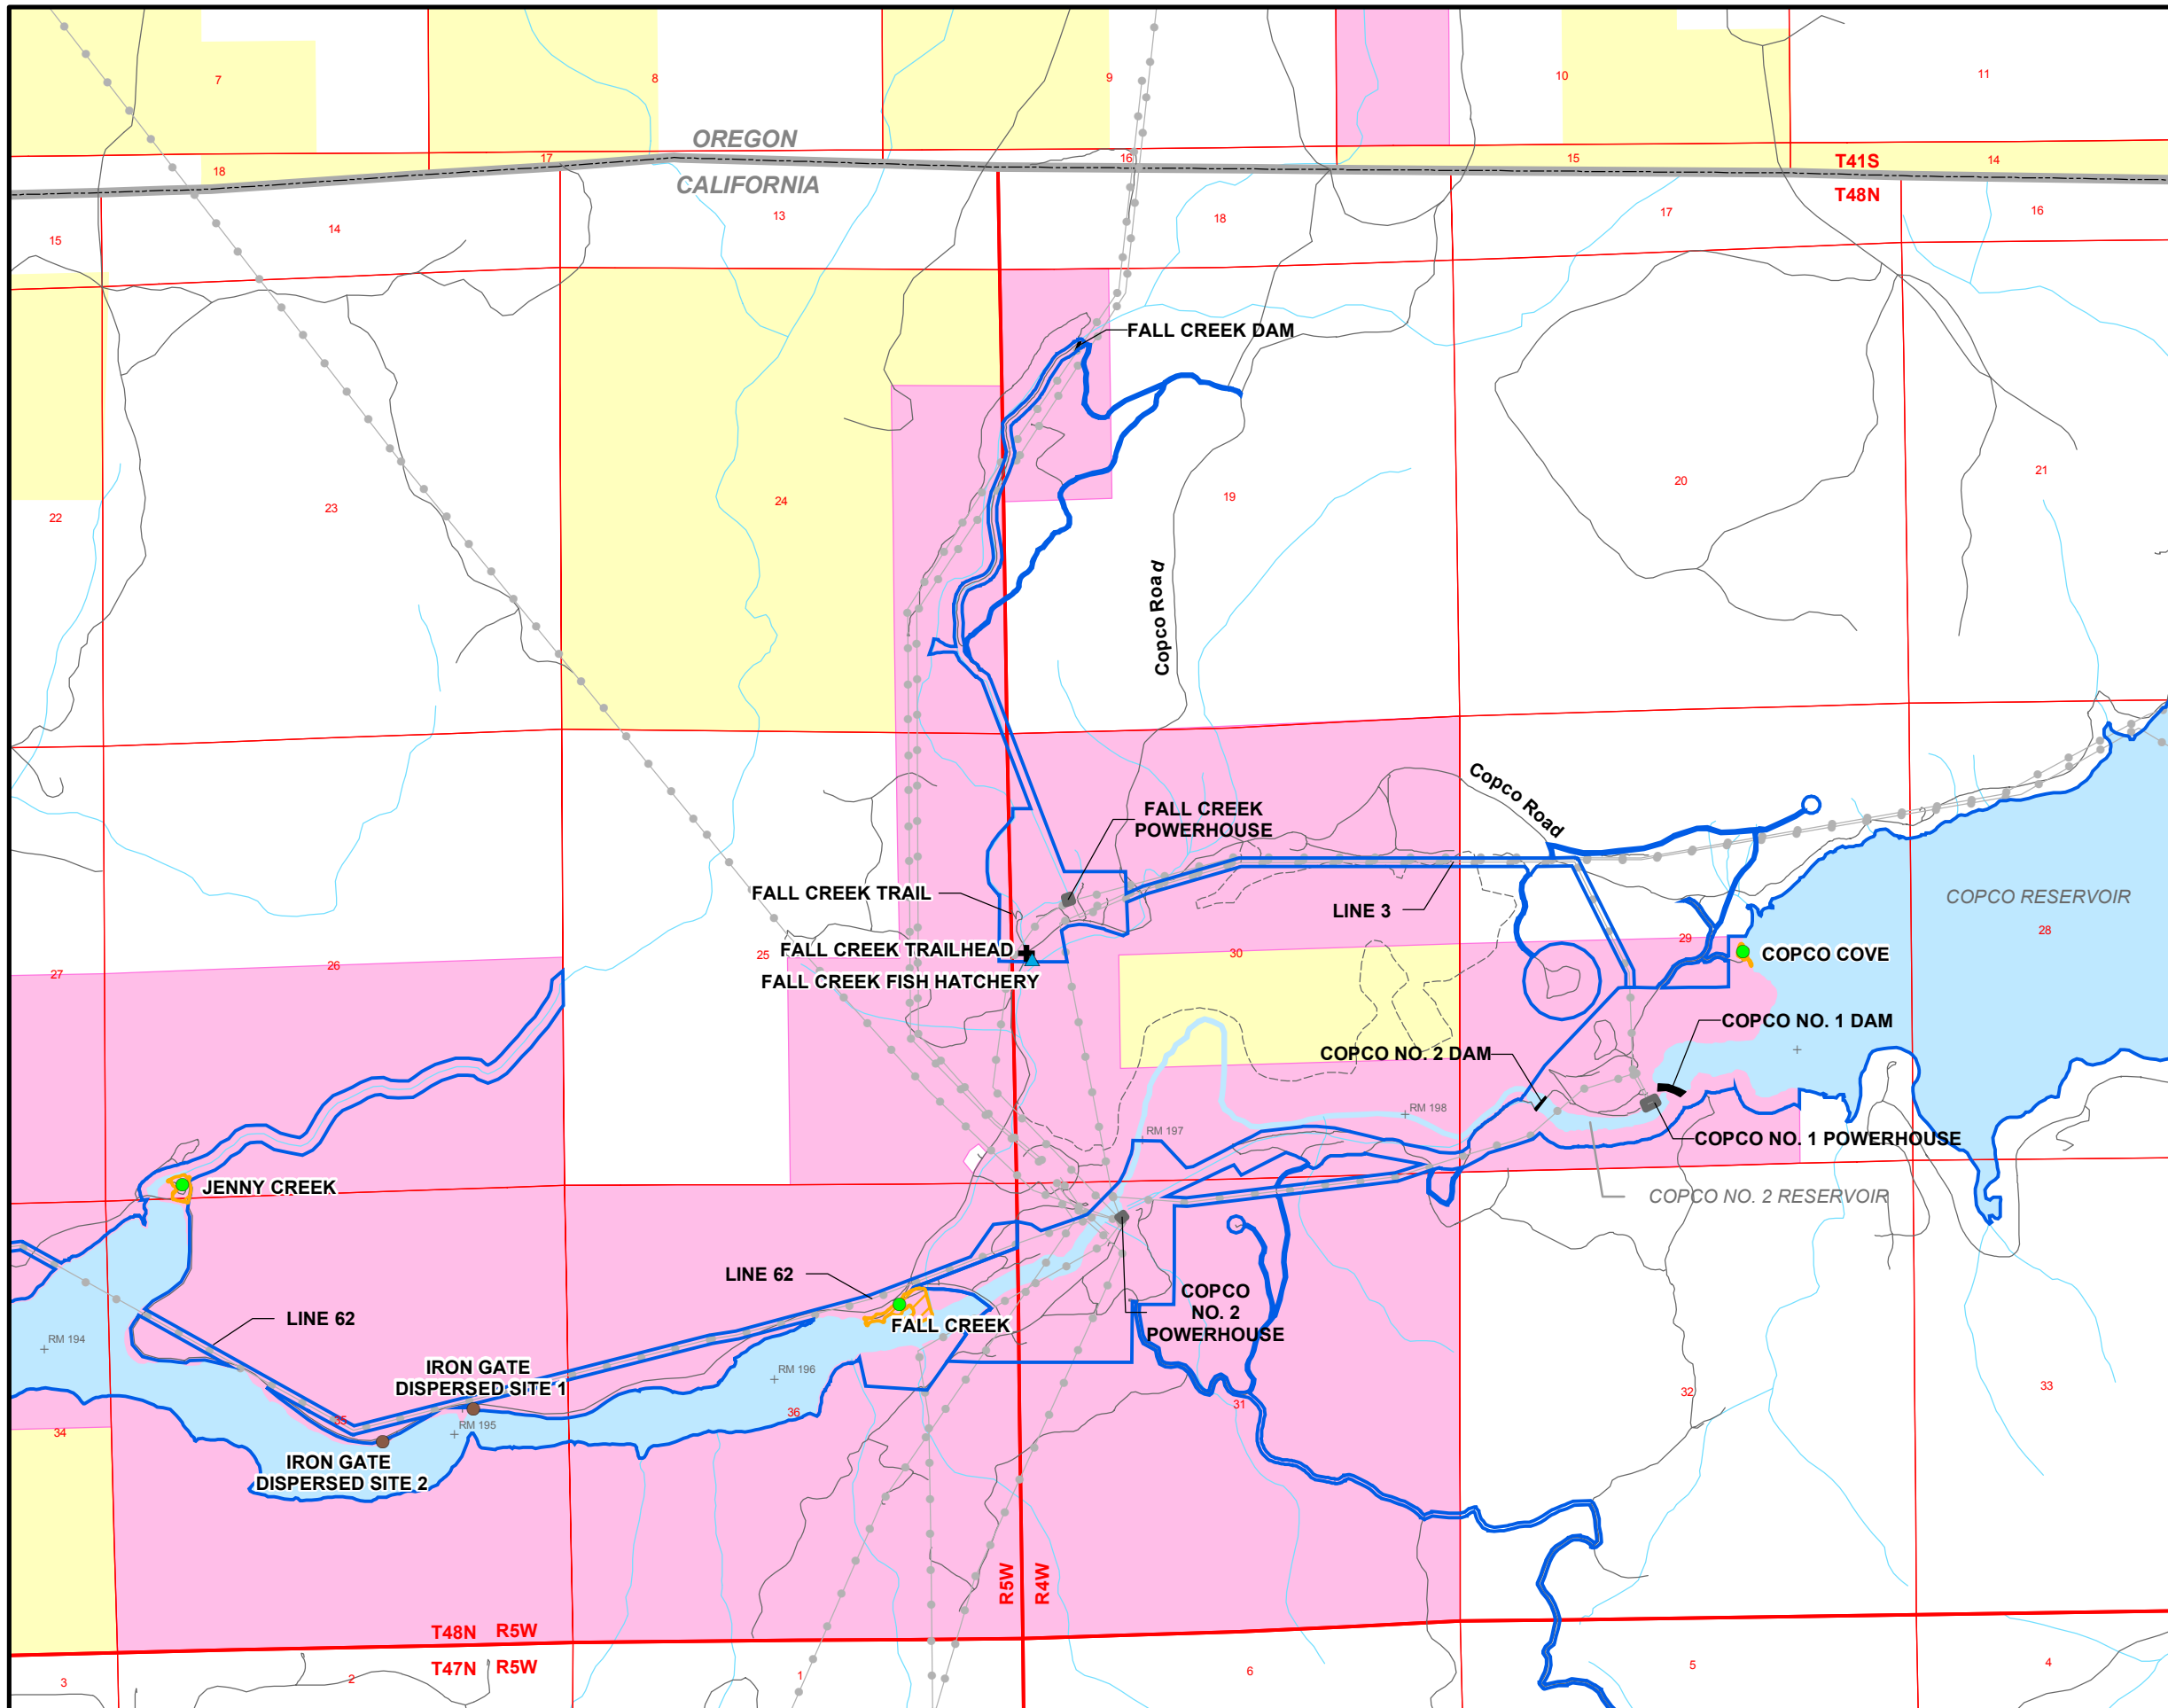 7
8
9
10
11
OREGON
18
17
16
15
T41S
14
CALIFORNIA
T48N
15
14
13
18
17
16
FALL CREEK DAM
22
23
24
19
20
21
Copco Road
Copco Road
FALL CREEK
POWERHOUSE
FALL CREEK TRAIL
LINE 3
COPCO RESERVOIR
27
26
25
FALL CREEK TRAILHEAD
30
29
COPCO COVE
28
FALL CREEK FISH HATCHERY
COPCO NO. 1 DAM
COPCO NO. 2 DAM
RM 198
RM 197
COPCO NO. 1 POWERHOUSE
JENNY CREEK
COPCO NO. 2 RESERVOIR
LINE 62
COPCO
NO. 2
POWERHOUSE
LINE 62
FALL CREEK
RM 194
IRON GATE
DISPERSED SITE 1
RM 196
34
35
RM 195
36
31
32
33
IRON GATE
DISPERSED SITE 2
R5W
R4W
T48N R5W
T47N R5W
3
2
1
6
5
4